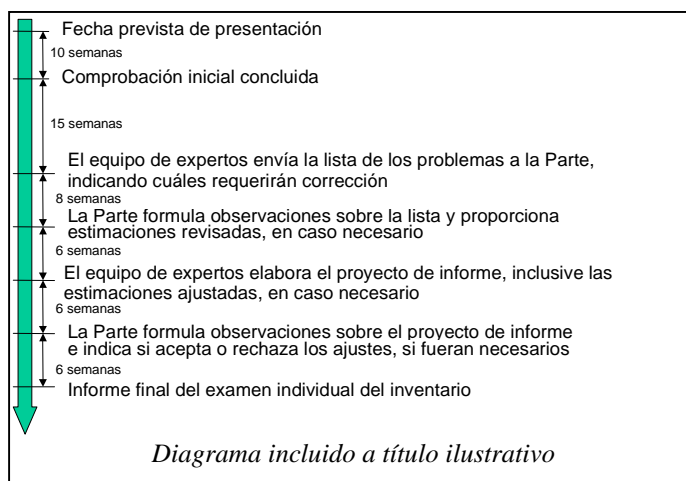 Fecha prevista de presentación
10 semanas
Comprobación inicial concluida
15 semanas
El equipo de expertos envía la lista de los problemas a la Parte,
indicando cuáles requerirán corrección
8 semanas
La Parte formula observaciones sobre la lista y proporciona
estimaciones revisadas, en caso necesario
6 semanas
El equipo de expertos elabora el proyecto de informe, inclusive las
estimaciones ajustadas, en caso necesario
6 semanas
La Parte formula observaciones sobre el proyecto de informe
e indica si acepta o rechaza los ajustes, si fueran necesarios
6 semanas
Informe final del examen individual del inventario
Diagrama incluido a título ilustrativo